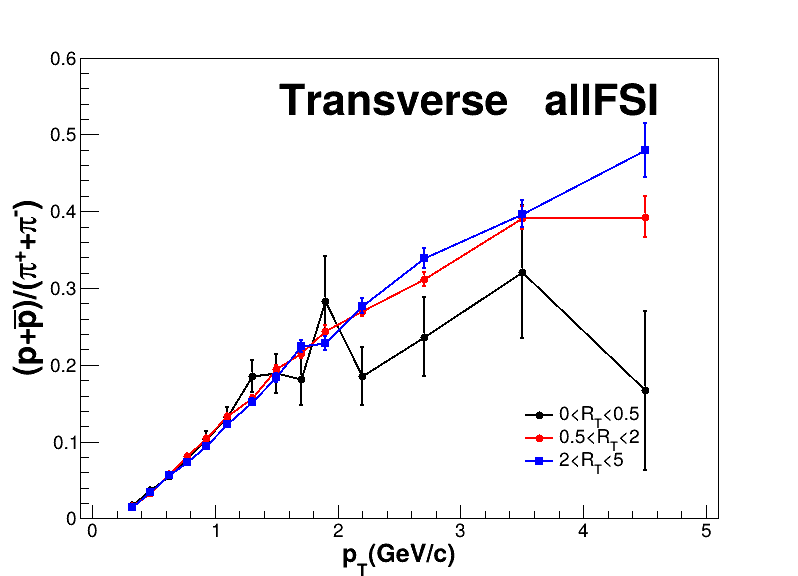 Transverse allFSI
0.6
0.5
0.4
0.3
0.2
0.1
0
(p+p̅)/(π⁺+π⁻)
0<R_T<0.5
0.5<R_T<2
2<R_T<5
0 1 2 3 4 5
p_T(GeV/c)